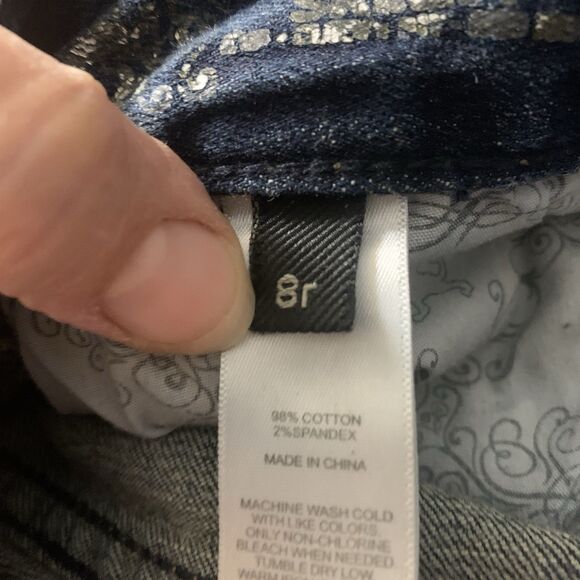 8r
98% COTTON
2%SPANDEX
MADE IN CHINA
MACHINE WASH COLD
WITH LIKE COLORS,
ONLY NON-CHLORINE
BLEACH WHEN NEEDED
TUMBLE DRY LOW
WARM